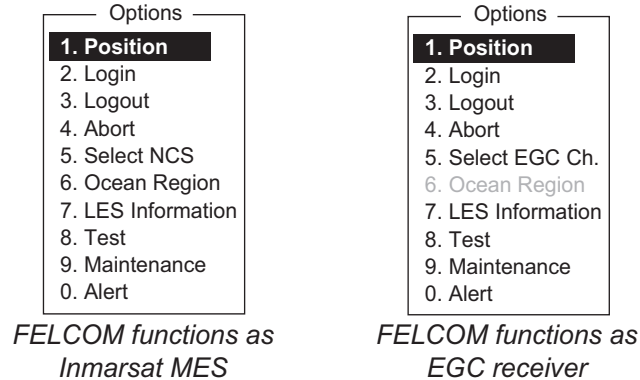 Options
1. Position
2. Login
3. Logout
4. Abort
5. Select NCS
6. Ocean Region
7. LES Information
8. Test
9. Maintenance
0. Alert
FELCOM functions as
Inmarsat MES
Options
1. Position
2. Login
3. Logout
4. Abort
5. Select EGC Ch.
6. Ocean Region
7. LES Information
8. Test
9. Maintenance
0. Alert
FELCOM functions as
EGC receiver